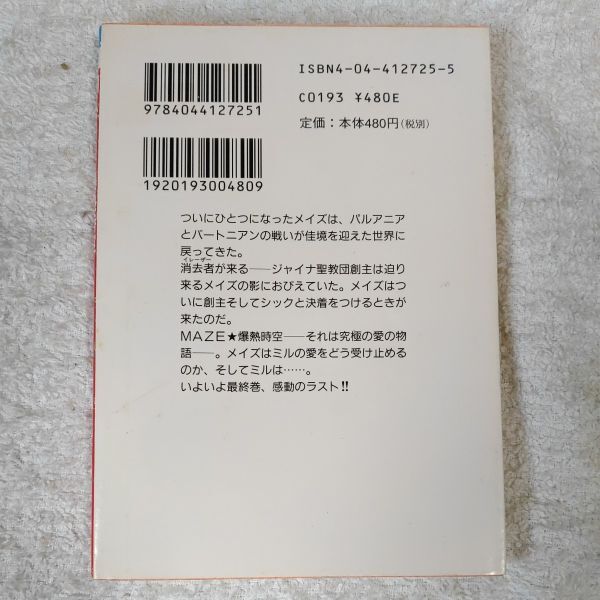 ISBN4-04-412725-5
9784044127251
C0193 ¥480E
定価：本体480円(税別)
1920193004809
ついにひとつになったメイズは、バルアニア
とバートニアンの戦いが佳境を迎えた世界に
戻ってきた。
イレーザー
消去者が来る──ジャイナ聖教団創主は迫り
来るメイズの影におびえていた。メイズはつ
いに創主そしてシックと決着をつけるときが
来たのだ。
MAZE★爆熱時空──それは究極の愛の物
語──。メイズはミルの愛をどう受け止める
のか、そしてミルは……。
いよいよ最終巻、感動のラスト!!